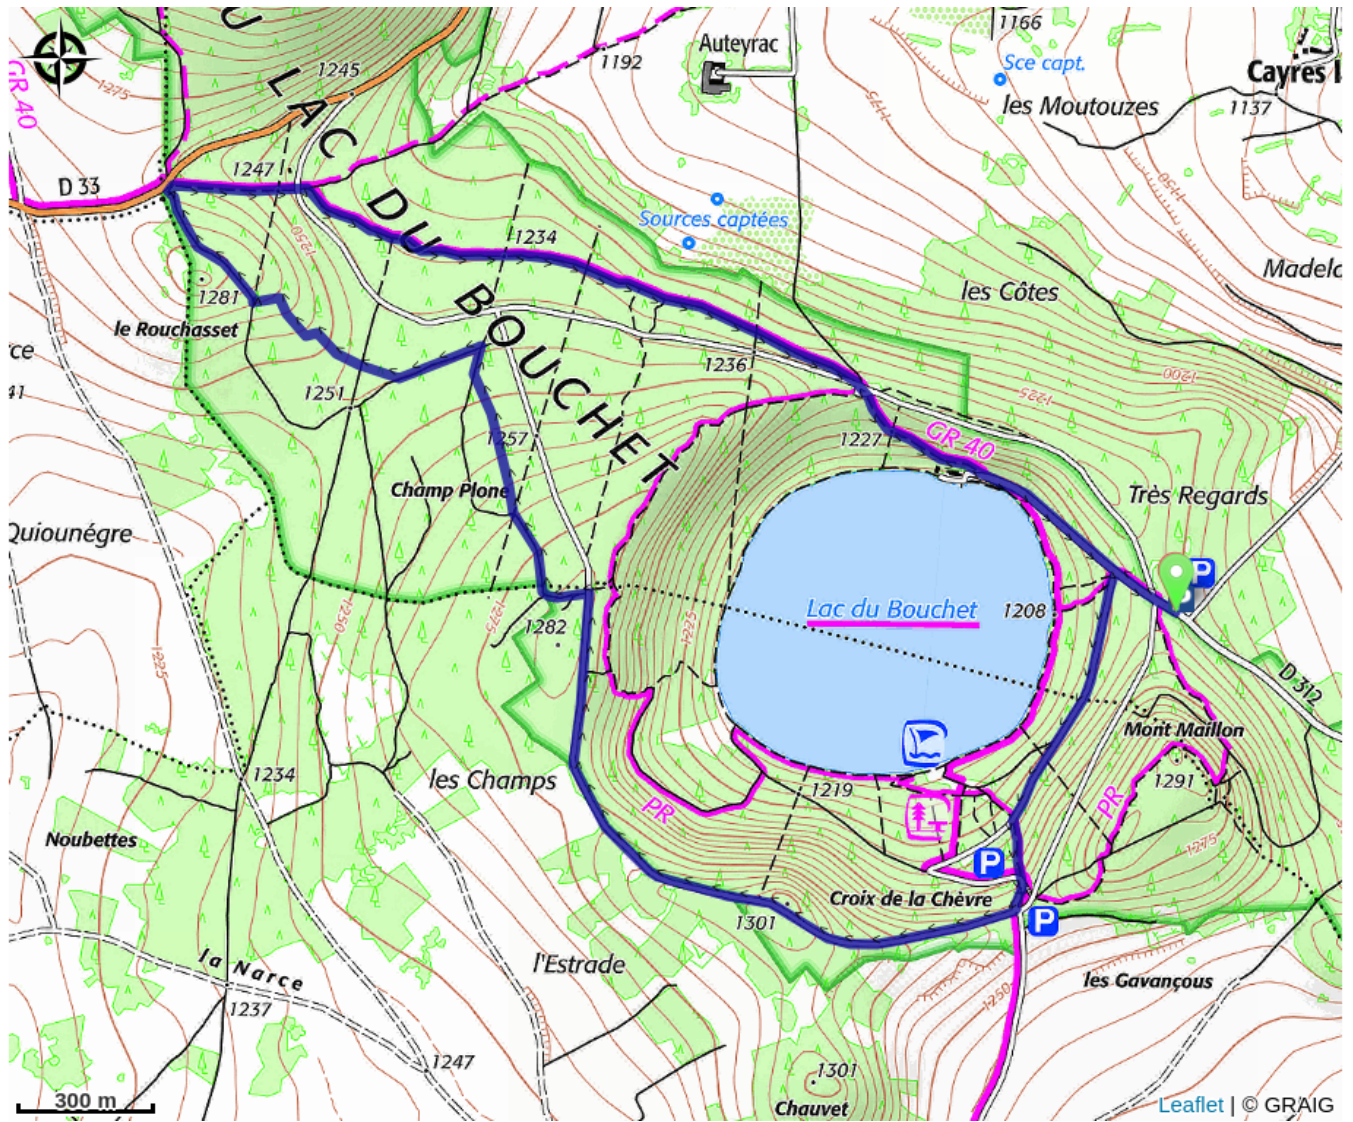 1166
Auteyrac
1192
Sce capt.
Cayres
1245
1275
GR 40
U LAC DU BOUCHET
les Moutouzes
1137
1175
1150
1247
D 33
Sources captées
1234
1250
Madelo
les Côtes
1281
le Rouchasset
ce
1236
1200
1225
41
1251
1227
GR 40
1257
Champ Plone
Très Regards
Quiounégre
P
1250
1275
1282
1225
Lac du Bouchet
1208
1225
D 312
Mont Maillon
1291
1234
les Champs
1219
PR
PR
1275
Noubettes
P
Croix de la Chèvre
1301
P
l'Estrade
la Narce
les Gavançous
1250
1237
1247
1301
Chauvet
300 m
Leaflet | © GRAIG